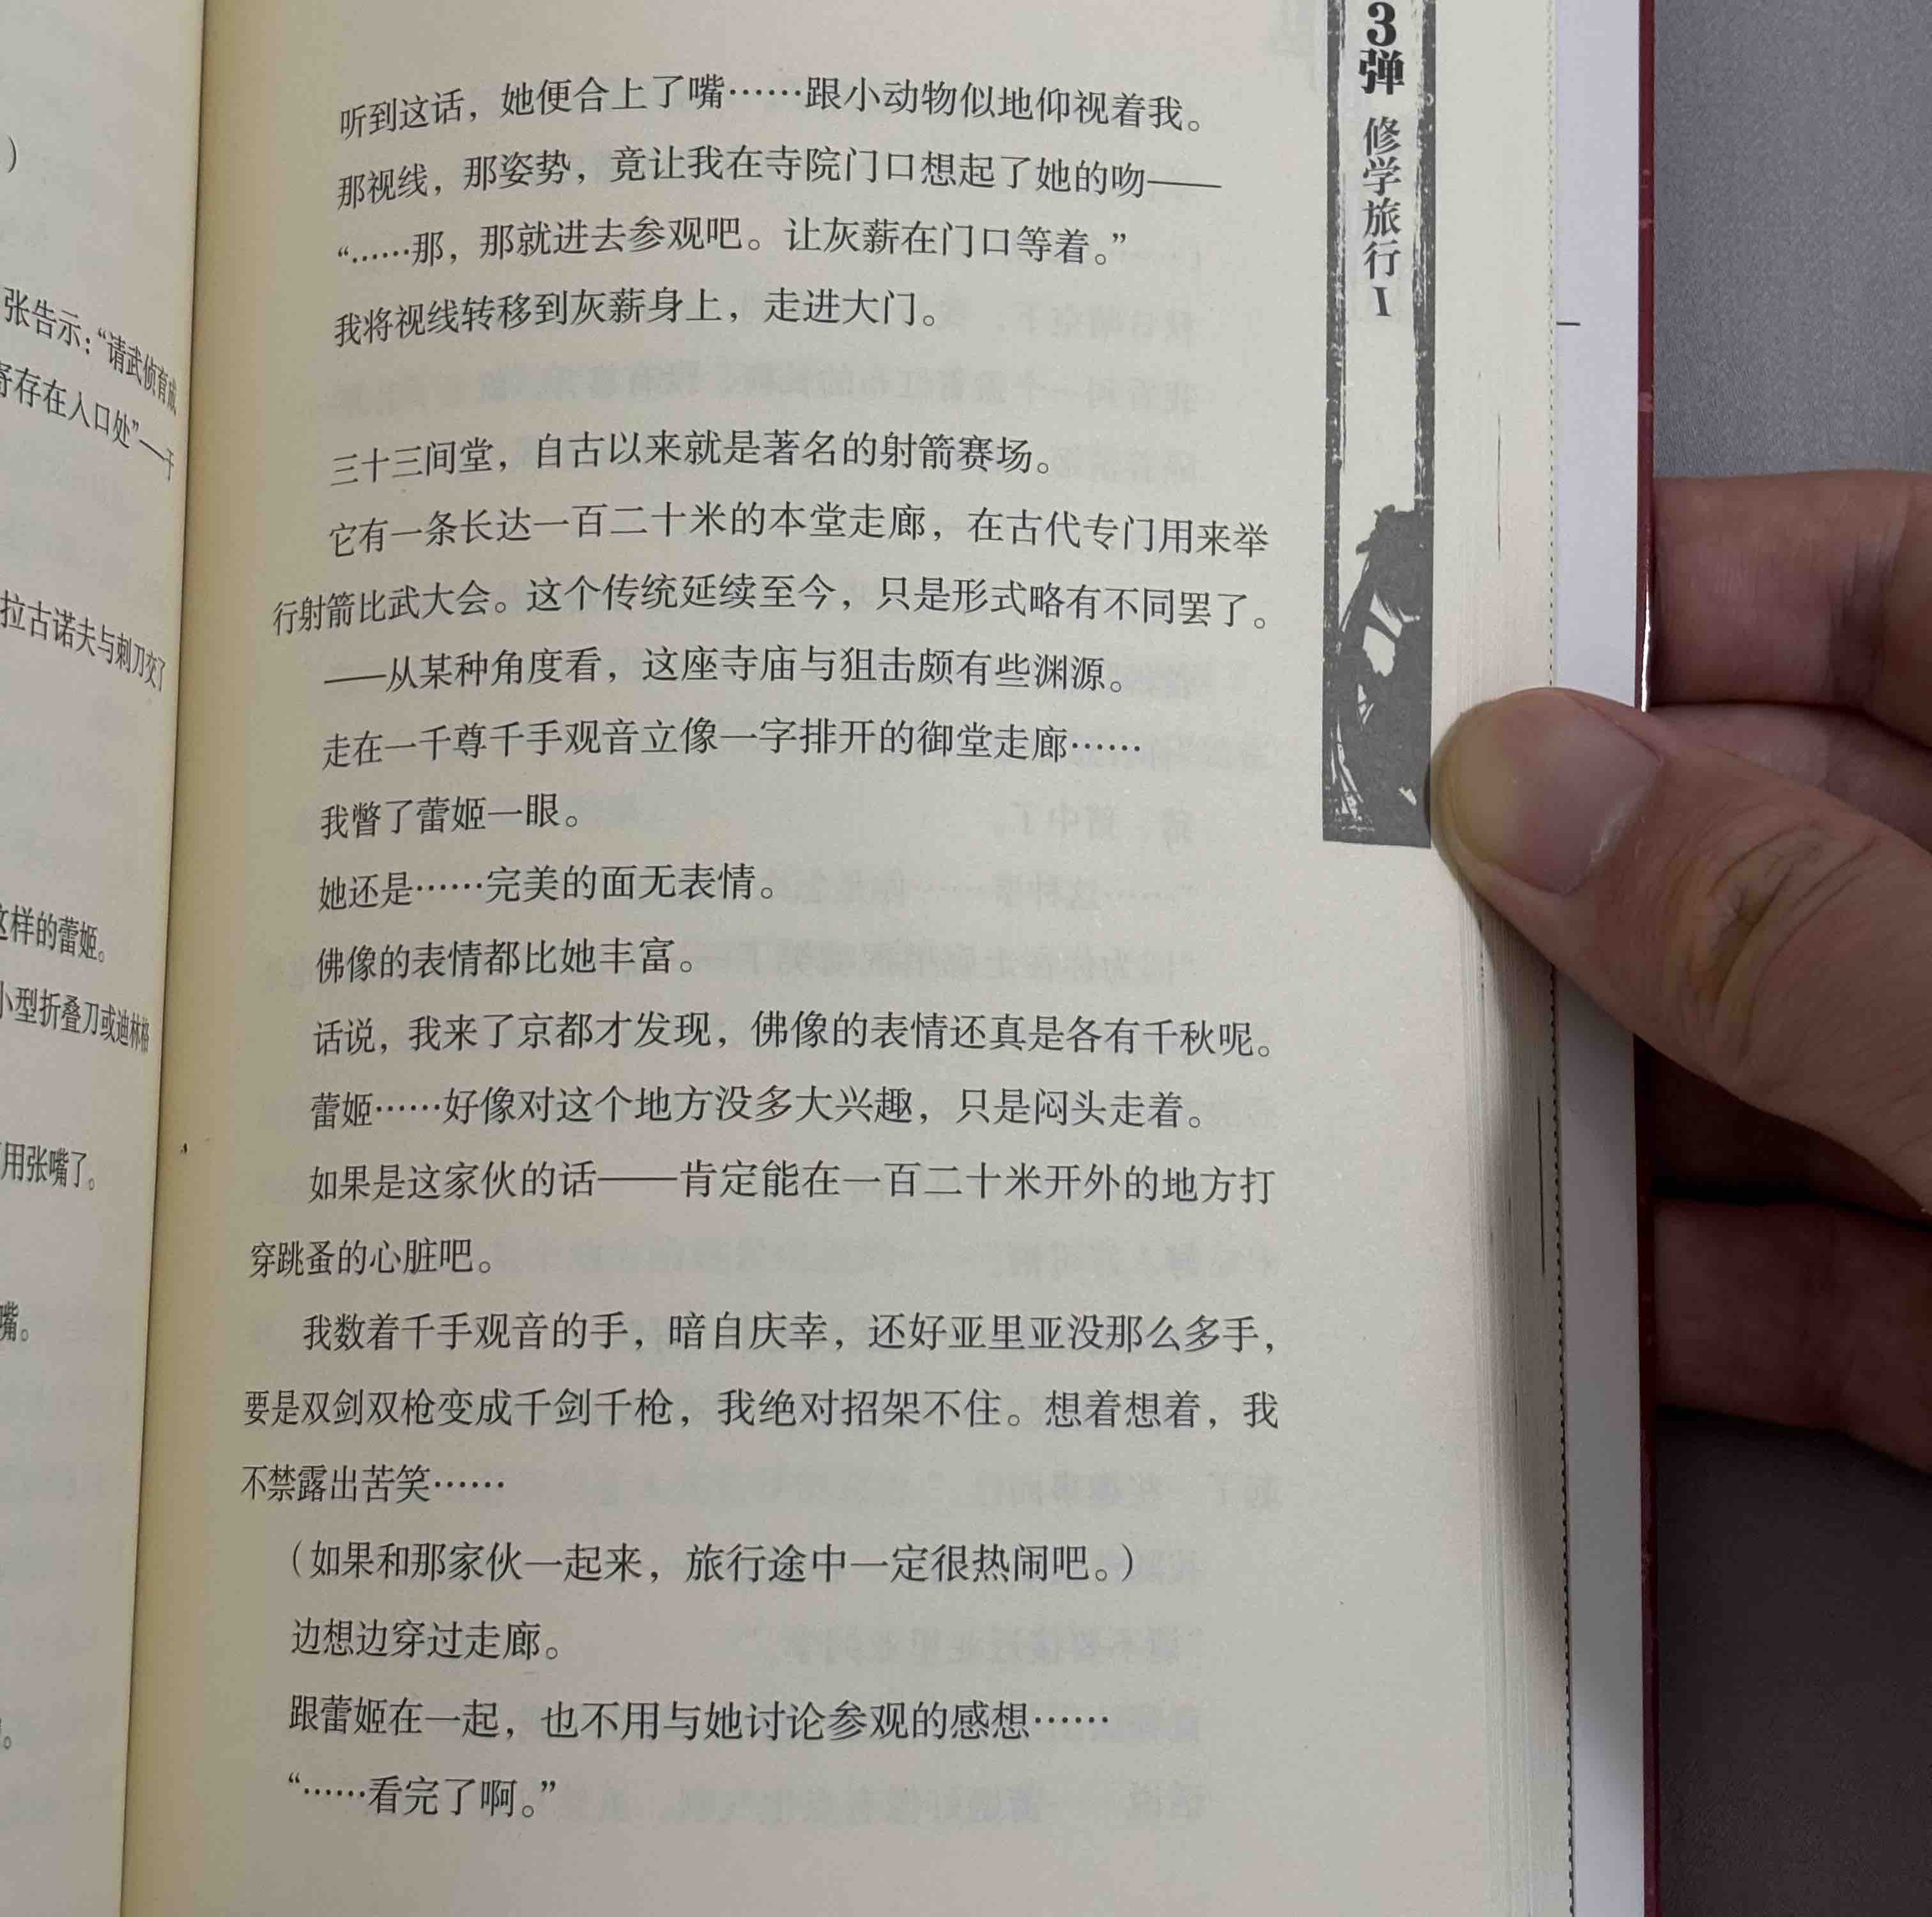 ）
张告示：“请武侦育成
寄存在入口处”—于
拉古诺夫与刺刀交了
这样的蕾姬。
小型折叠刀或迪林格
用张嘴了。
嘴。
听到这话，她便合上了嘴……跟小动物似地仰视着我。
那视线，那姿势，竟让我在寺院门口想起了她的吻——
“……那，那就进去参观吧。让灰薪在门口等着。”
我将视线转移到灰薪身上，走进大门。
三十三间堂，自古以来就是著名的射箭赛场。
它有一条长达一百二十米的本堂走廊，在古代专门用来举
行射箭比武大会。这个传统延续至今，只是形式略有不同罢了。
——从某种角度看，这座寺庙与狙击颇有些渊源。
走在一千尊千手观音立像一字排开的御堂走廊……
我瞥了蕾姬一眼。
她还是……完美的面无表情。
佛像的表情都比她丰富。
话说，我来了京都才发现，佛像的表情还真是各有千秋呢。
蕾姬……好像对这个地方没多大兴趣，只是闷头走着。
如果是这家伙的话——肯定能在一百二十米开外的地方打
穿跳蚤的心脏吧。
我数着千手观音的手，暗自庆幸，还好亚里亚没那么多手，
要是双剑双枪变成千剑千枪，我绝对招架不住。想着想着，我
不禁露出苦笑……
（如果和那家伙一起来，旅行途中一定很热闹吧。）
边想边穿过走廊。
跟蕾姬在一起，也不用与她讨论参观的感想……
“……看完了啊。”
3弹 修学旅行I